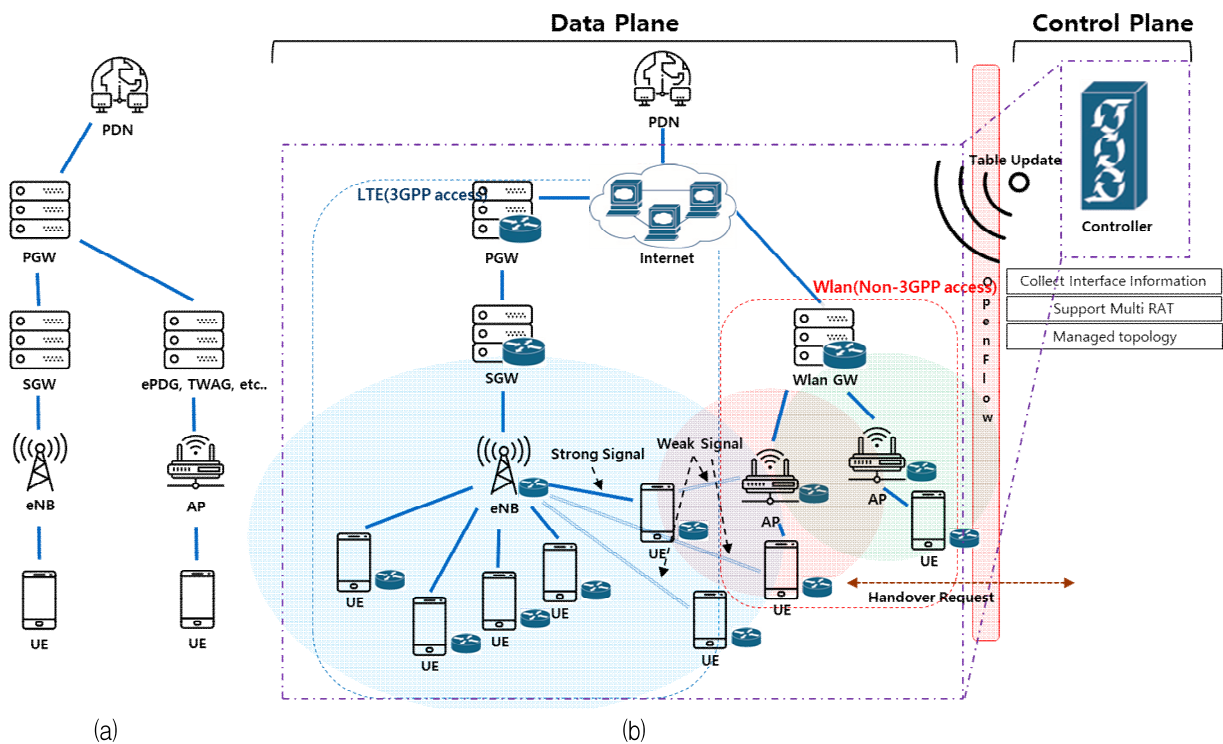 Data Plane
Control Plane
PDN
PGW
SGW
ePDG, TWAG, etc..
eNB
AP
UE
UE
(a)
PDN
LTE(3GPP access)
Internet
PGW
Wlan(Non-3GPP access)
SGW
Wlan GW
Strong Signal
Weak Signal
eNB
AP
AP
UE
UE
UE
UE
UE
UE
UE
UE
Handover Request
(b)
Table Update
OpenFlow
Controller
Collect Interface Information
Support Multi RAT
Managed topology